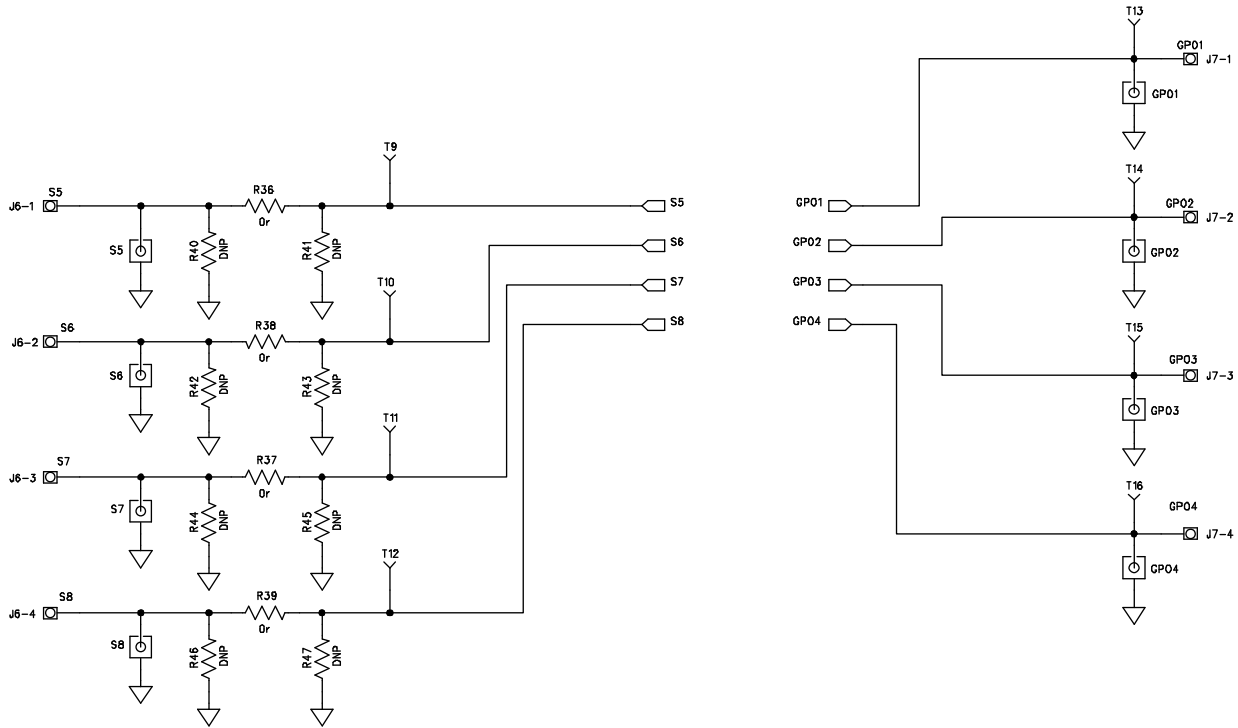 T13
GPO1
J7-1
GPO1
T9
T14
S5
R36
GPO2
J6-1
S5
GPO1
J7-2
0r
S5
R40
DNP
R41
DNP
S6
GPO2
GPO2
T10
S7
GPO3
S6
R38
S8
GPO4
T15
J6-2
0r
GPO3
S6
R42
DNP
R43
DNP
J7-3
GPO3
T11
S7
R37
J6-3
0r
T16
S7
R44
DNP
R45
DNP
GPO4
J7-4
T12
GPO4
S8
R39
J6-4
0r
S8
R46
DNP
R47
DNP